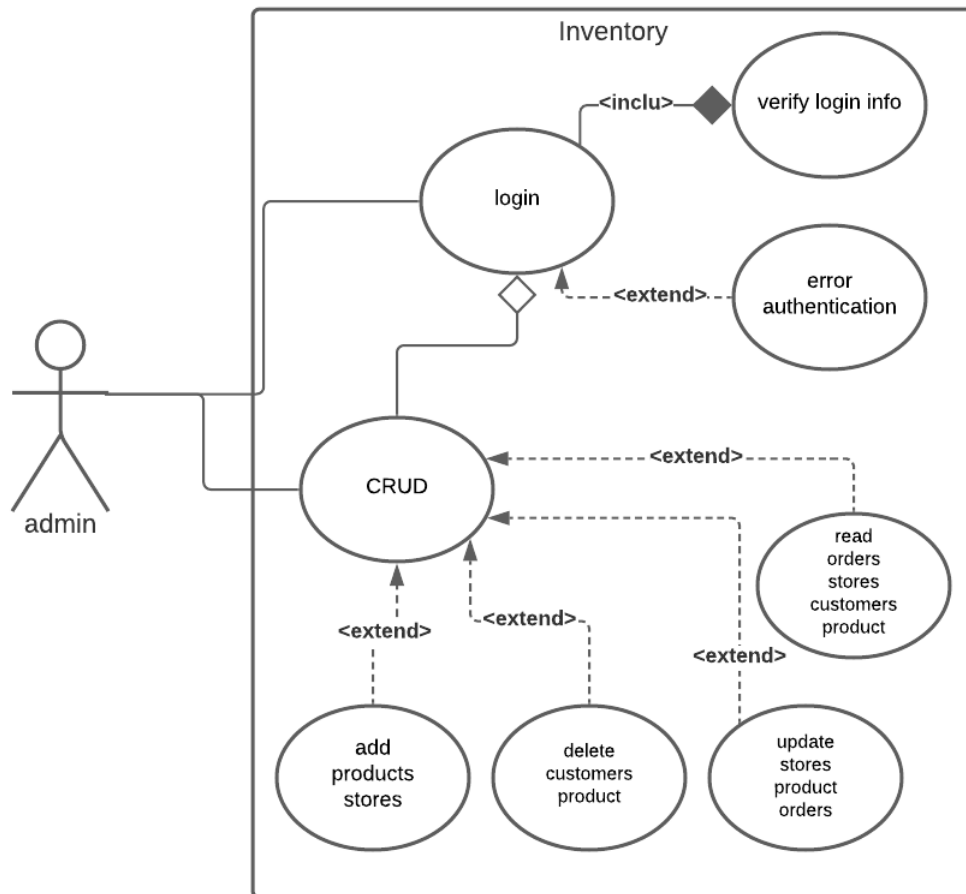 Inventory
<inclu>
verify login info
login
<extend>
error
authentication
admin
CRUD
<extend>
read
orders
stores
customers
product
<extend>
<extend>
<extend>
add
products
stores
delete
customers
product
update
stores
product
orders